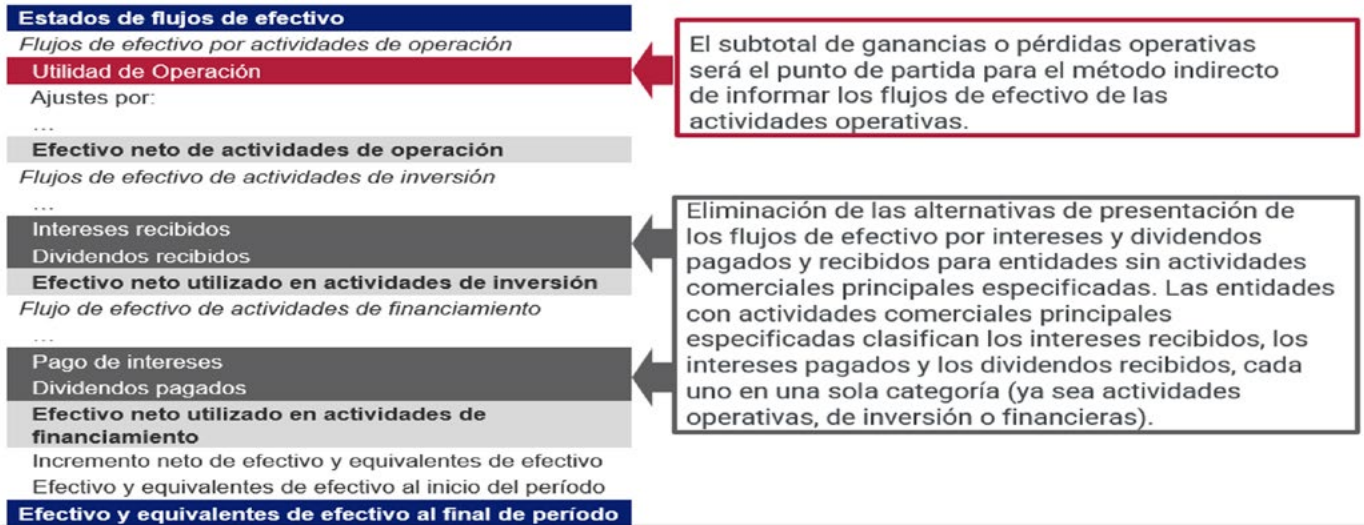 Estados de flujos de efectivo
Flujos de efectivo por actividades de operación
Utilidad de Operación
Ajustes por:
...
Efectivo neto de actividades de operación
Flujos de efectivo de actividades de inversión
...
Intereses recibidos
Dividendos recibidos
Efectivo neto utilizado en actividades de inversión
Flujo de efectivo de actividades de financiamiento
...
Pago de intereses
Dividendos pagados
Efectivo neto utilizado en actividades de
financiamiento
Incremento neto de efectivo y equivalentes de efectivo
Efectivo y equivalentes de efectivo al inicio del período
Efectivo y equivalentes de efectivo al final de período
El subtotal de ganancias o pérdidas operativas
será el punto de partida para el método indirecto
de informar los flujos de efectivo de las
actividades operativas.
Eliminación de las alternativas de presentación de
los flujos de efectivo por intereses y dividendos
pagados y recibidos para entidades sin actividades
comerciales principales especificadas. Las entidades
con actividades comerciales principales
especificadas clasifican los intereses recibidos, los
intereses pagados y los dividendos recibidos, cada
uno en una sola categoría (ya sea actividades
operativas, de inversión o financieras).